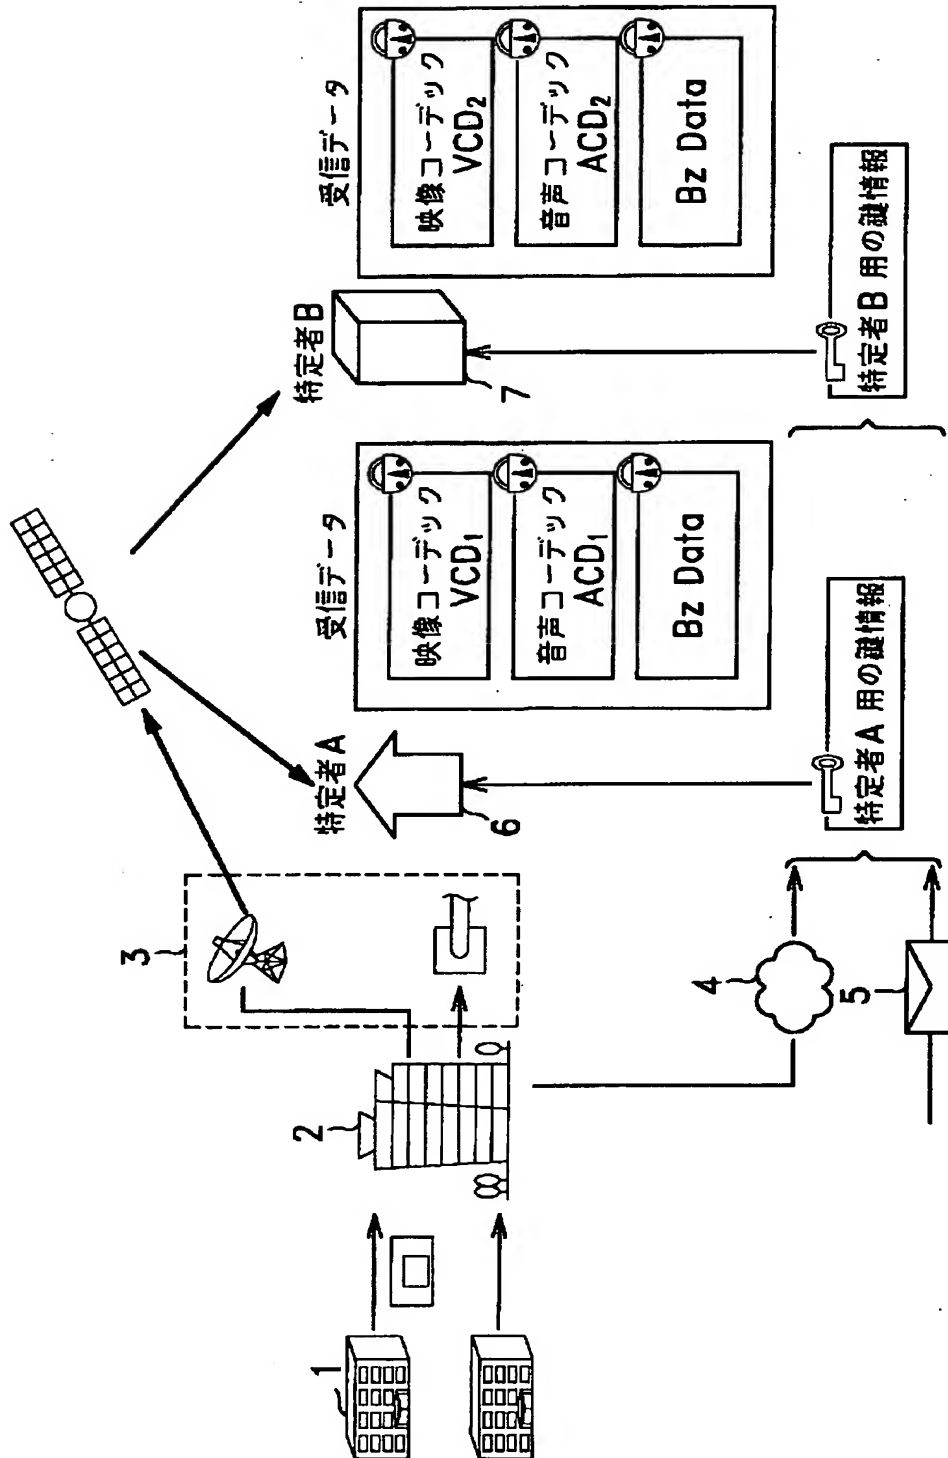 1
2
3
4
5
特定者A
6
受信データ
映像コーデック
VCD₁
音声コーデック
ACD₁
Bz Data
特定者A 用の鍵情報
特定者B
7
受信データ
映像コーデック
VCD₂
音声コーデック
ACD₂
Bz Data
特定者B 用の鍵情報